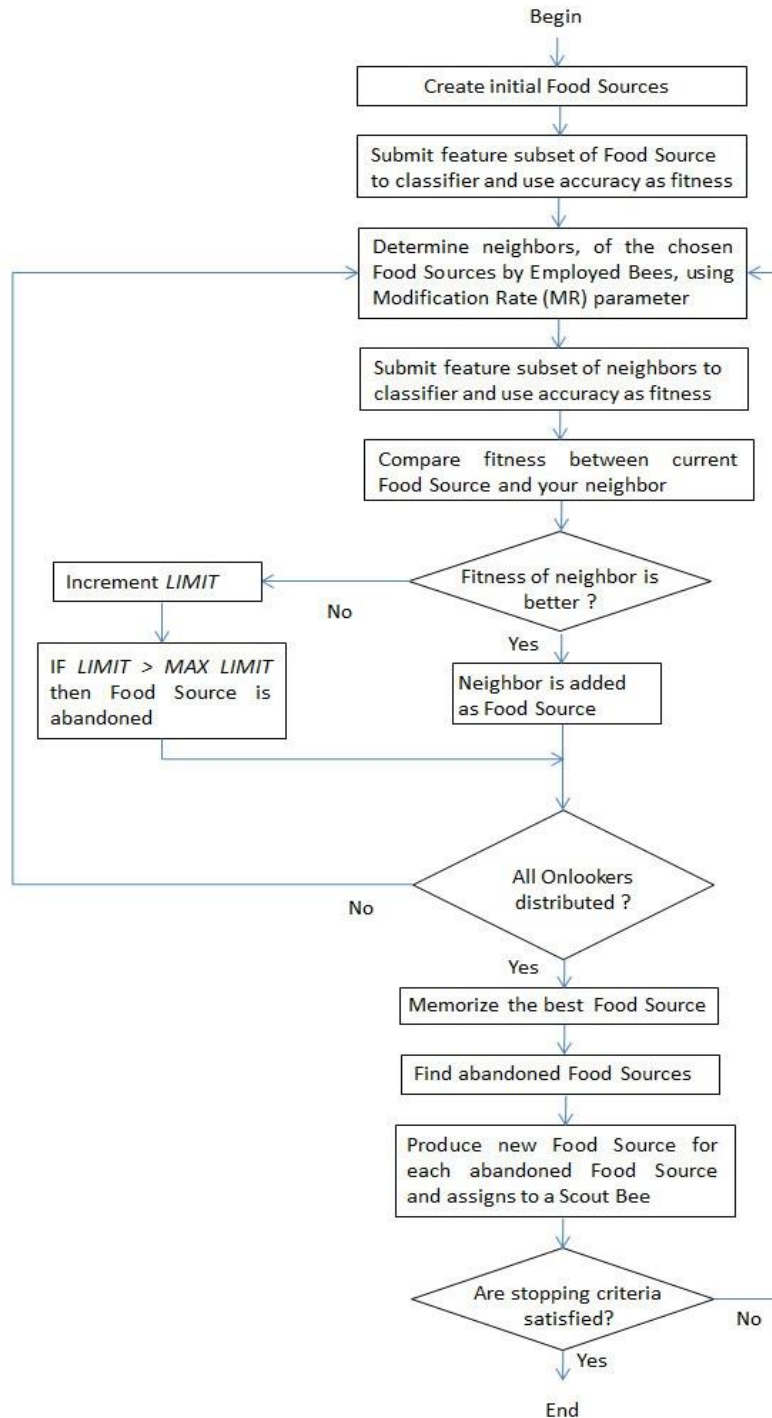 Begin
Create initial Food Sources
Submit feature subset of Food Source
to classifier and use accuracy as fitness
Determine neighbors, of the chosen
Food Sources by Employed Bees, using
Modification Rate (MR) parameter
Submit feature subset of neighbors to
classifier and use accuracy as fitness
Compare fitness between current
Food Source and your neighbor
Fitness of neighbor is
better ?
No
Yes
Increment LIMIT
IF LIMIT > MAX LIMIT
then Food Source is
abandoned
Neighbor is added
as Food Source
All Onlookers
distributed ?
No
Yes
Memorize the best Food Source
Find abandoned Food Sources
Produce new Food Source for
each abandoned Food Source
and assigns to a Scout Bee
Are stopping criteria
satisfied?
No
Yes
End